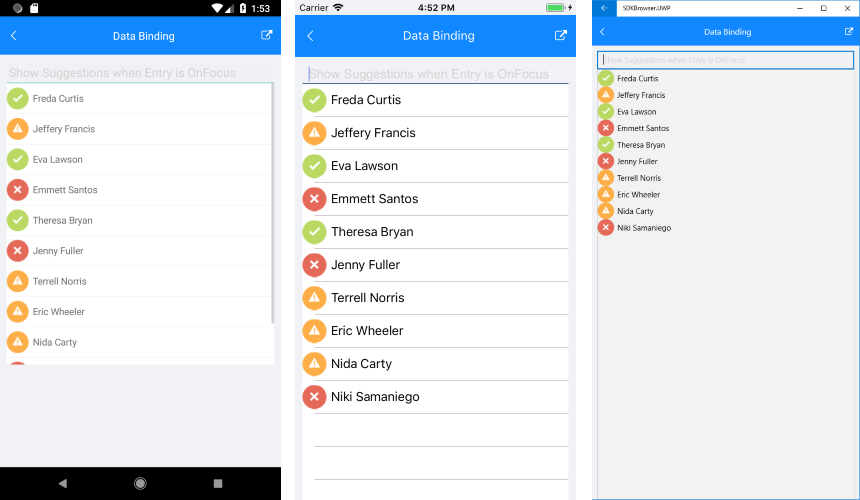 1:53
Data Binding
Show Suggestions when Entry is OnFocus
Freda Curtis
Jeffery Francis
Eva Lawson
Emmett Santos
Theresa Bryan
Jenny Fuller
Terrell Norris
Eric Wheeler
Nida Carty
Carrier 4:52 PM
Data Binding
Show Suggestions when Entry is OnFocus
Freda Curtis
Jeffery Francis
Eva Lawson
Emmett Santos
Theresa Bryan
Jenny Fuller
Terrell Norris
Eric Wheeler
Nida Carty
Niki Samaniego
SDKBrowser.UWP
Data Binding
Show Suggestions when Entry is OnFocus
Freda Curtis
Jeffery Francis
Eva Lawson
Emmett Santos
Theresa Bryan
Jenny Fuller
Terrell Norris
Eric Wheeler
Nida Carty
Niki Samaniego